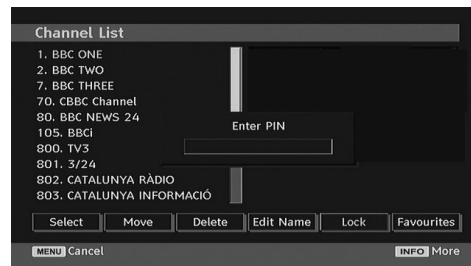 Channel List
1. BBC ONE
2. BBC TWO
7. BBC THREE
70. CBBC Channel
80. BBC NEWS 24
105. BBCi
800. TV3
801. 3/24
802. CATALUNYA RÀDIO
803. CATALUNYA INFORMACIÓ
Enter PIN
Select Move Delete Edit Name Lock Favourites
MENU Cancel INFO More